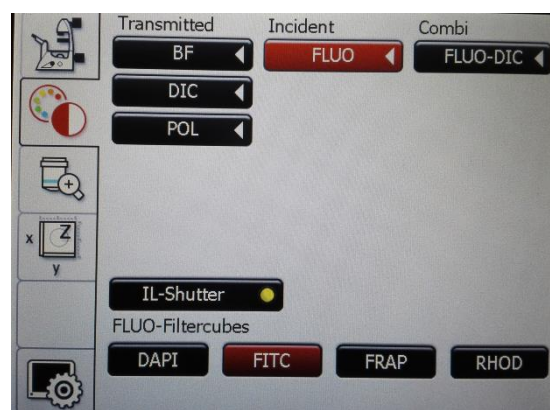 Transmitted Incident Combi
BF FLUO FLUO-DIC
DIC
POL
x Z
y
IL-Shutter
FLUO-Filtercubes
DAPI FITC FRAP RHOD